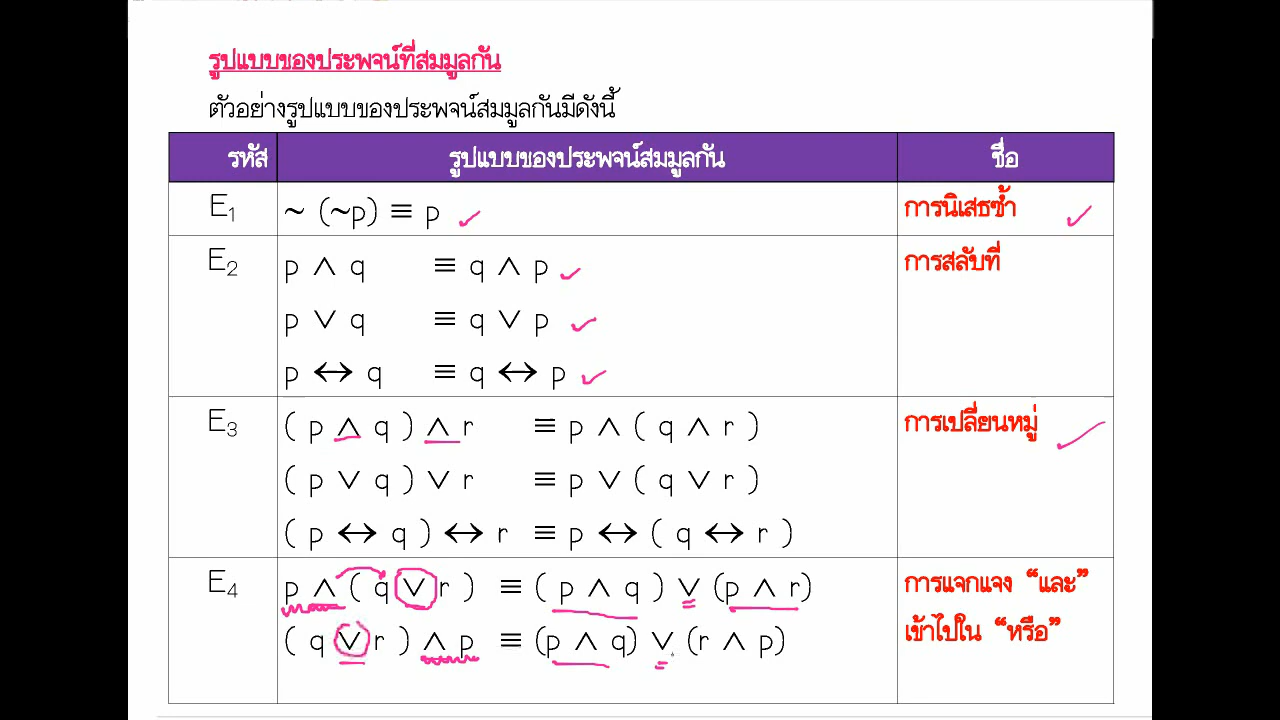 รูปแบบของประพจน์ที่สมมูลกัน
ตัวอย่างรูปแบบของประพจน์สมมูลกันมีดังนี้
รหัส รูปแบบของประพจน์สมมูลกัน ชื่อ
E1 ~ (~p) ≡ p การนิเสธซ้ำ
E2 p ∧ q ≡ q ∧ p การสลับที่
p ∨ q ≡ q ∨ p
p ↔ q ≡ q ↔ p
E3 ( p ∧ q ) ∧ r ≡ p ∧ ( q ∧ r ) การเปลี่ยนหมู่
( p ∨ q ) ∨ r ≡ p ∨ ( q ∨ r )
( p ↔ q ) ↔ r ≡ p ↔ ( q ↔ r )
E4 p ∧ ( q ∨ r ) ≡ ( p ∧ q ) ∨ (p ∧ r) การแจกแจง “และ”
( q ∨ r ) ∧ p ≡ (p ∧ q) ∨ (r ∧ p) เข้าไปใน “หรือ”